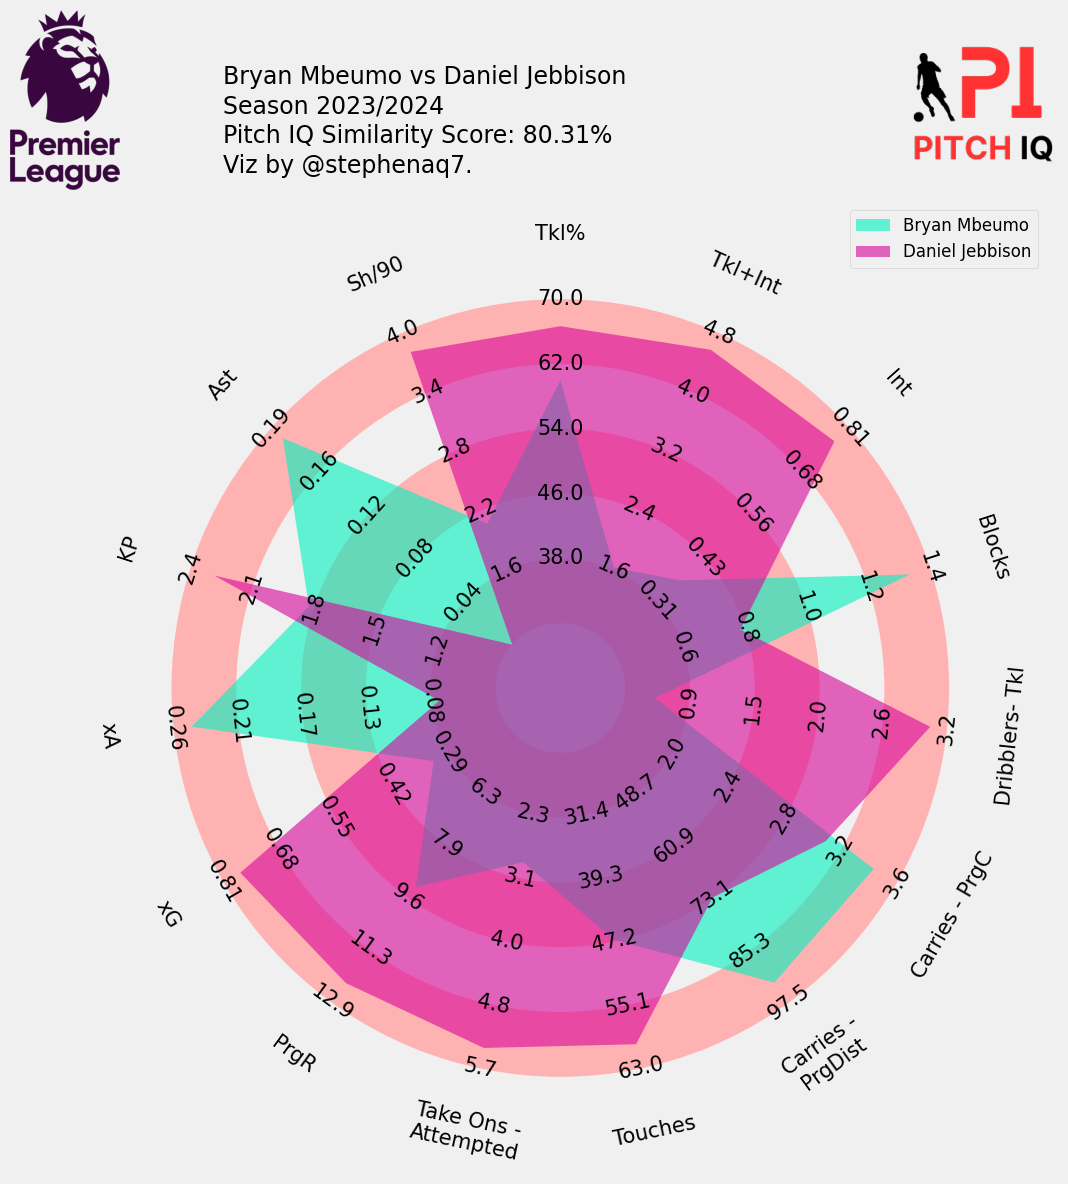 Bryan Mbeumo vs Daniel Jebbison
Season 2023/2024
Pitch IQ Similarity Score: 80.31%
Viz by @stephenaq7.
Premier
League
PI
PITCH IQ
Bryan Mbeumo
Daniel Jebbison
Tkl%
38.0
46.0
54.0
62.0
70.0
Tkl+Int
1.6
2.4
3.2
4.0
4.8
Int
0.31
0.43
0.56
0.68
0.81
Blocks
0.6
0.8
1.0
1.2
1.4
Dribblers- Tkl
0.9
1.5
2.0
2.6
3.2
Carries - PrgC
2.0
2.4
2.8
3.2
3.6
Carries -
PrgDist
48.7
60.9
73.1
85.3
97.5
Touches
31.4
39.3
47.2
55.1
63.0
Take Ons -
Attempted
2.3
3.1
4.0
4.8
5.7
PrgR
6.3
7.9
9.6
11.3
12.9
xG
0.29
0.42
0.55
0.68
0.81
xA
0.08
0.13
0.17
0.21
0.26
KP
1.2
1.5
1.8
2.1
2.4
Ast
0.04
0.08
0.12
0.16
0.19
Sh/90
1.6
2.2
2.8
3.4
4.0